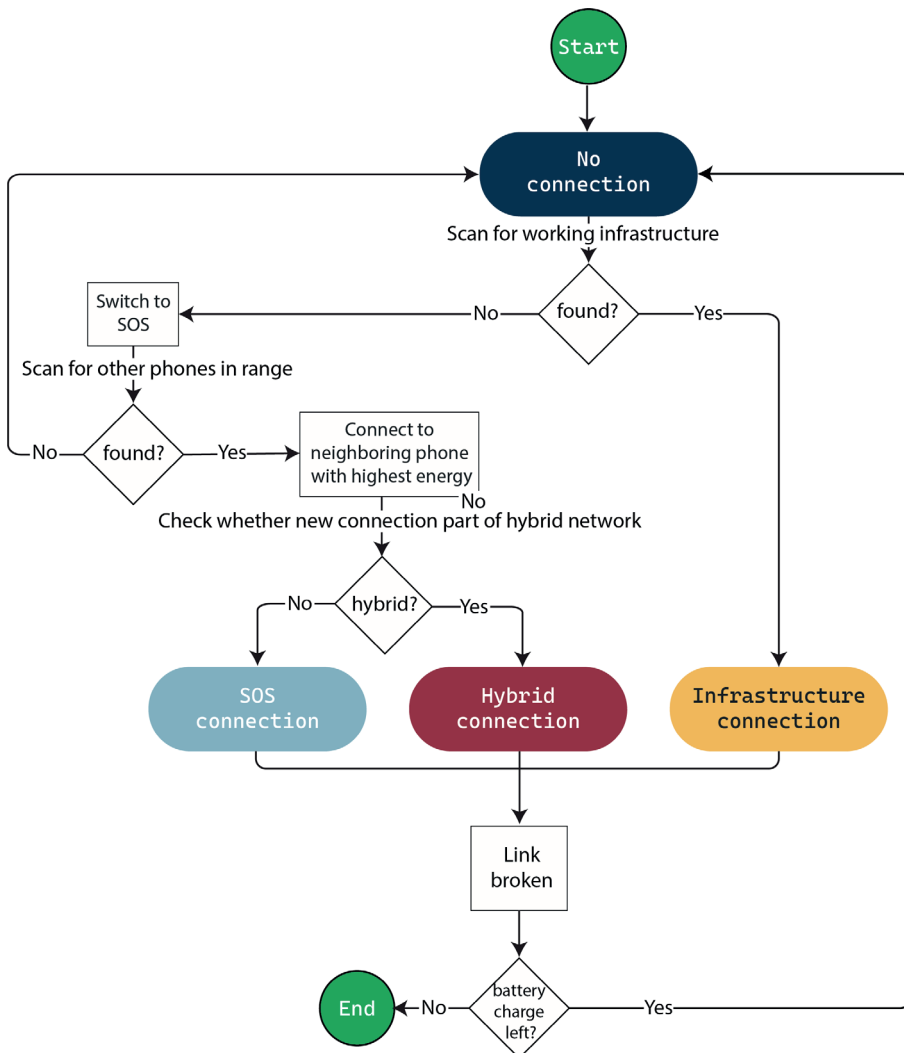 Start
No
connection
Scan for working infrastructure
found?
No
Yes
Switch to
SOS
Scan for other phones in range
found?
No
Yes
Connect to
neighboring phone
with highest energy
No
Check whether new connection part of hybrid network
hybrid?
No
Yes
SOS
connection
Hybrid
connection
Infrastructure
connection
Link
broken
battery
charge
left?
No
Yes
End